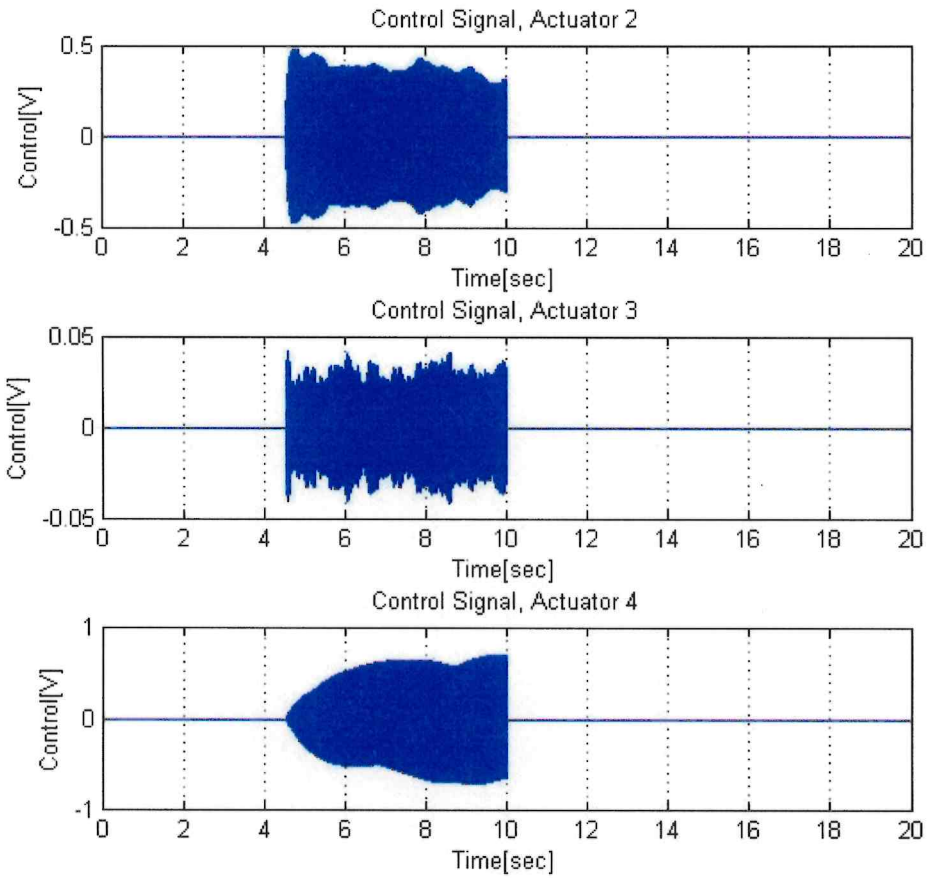 Control Signal, Actuator 2
Control[V]
0.5
0
-0.5
0 2 4 6 8 10 12 14 16 18 20
Time[sec]
Control Signal, Actuator 3
Control[V]
0.05
0
-0.05
0 2 4 6 8 10 12 14 16 18 20
Time[sec]
Control Signal, Actuator 4
Control[V]
1
0
-1
0 2 4 6 8 10 12 14 16 18 20
Time[sec]